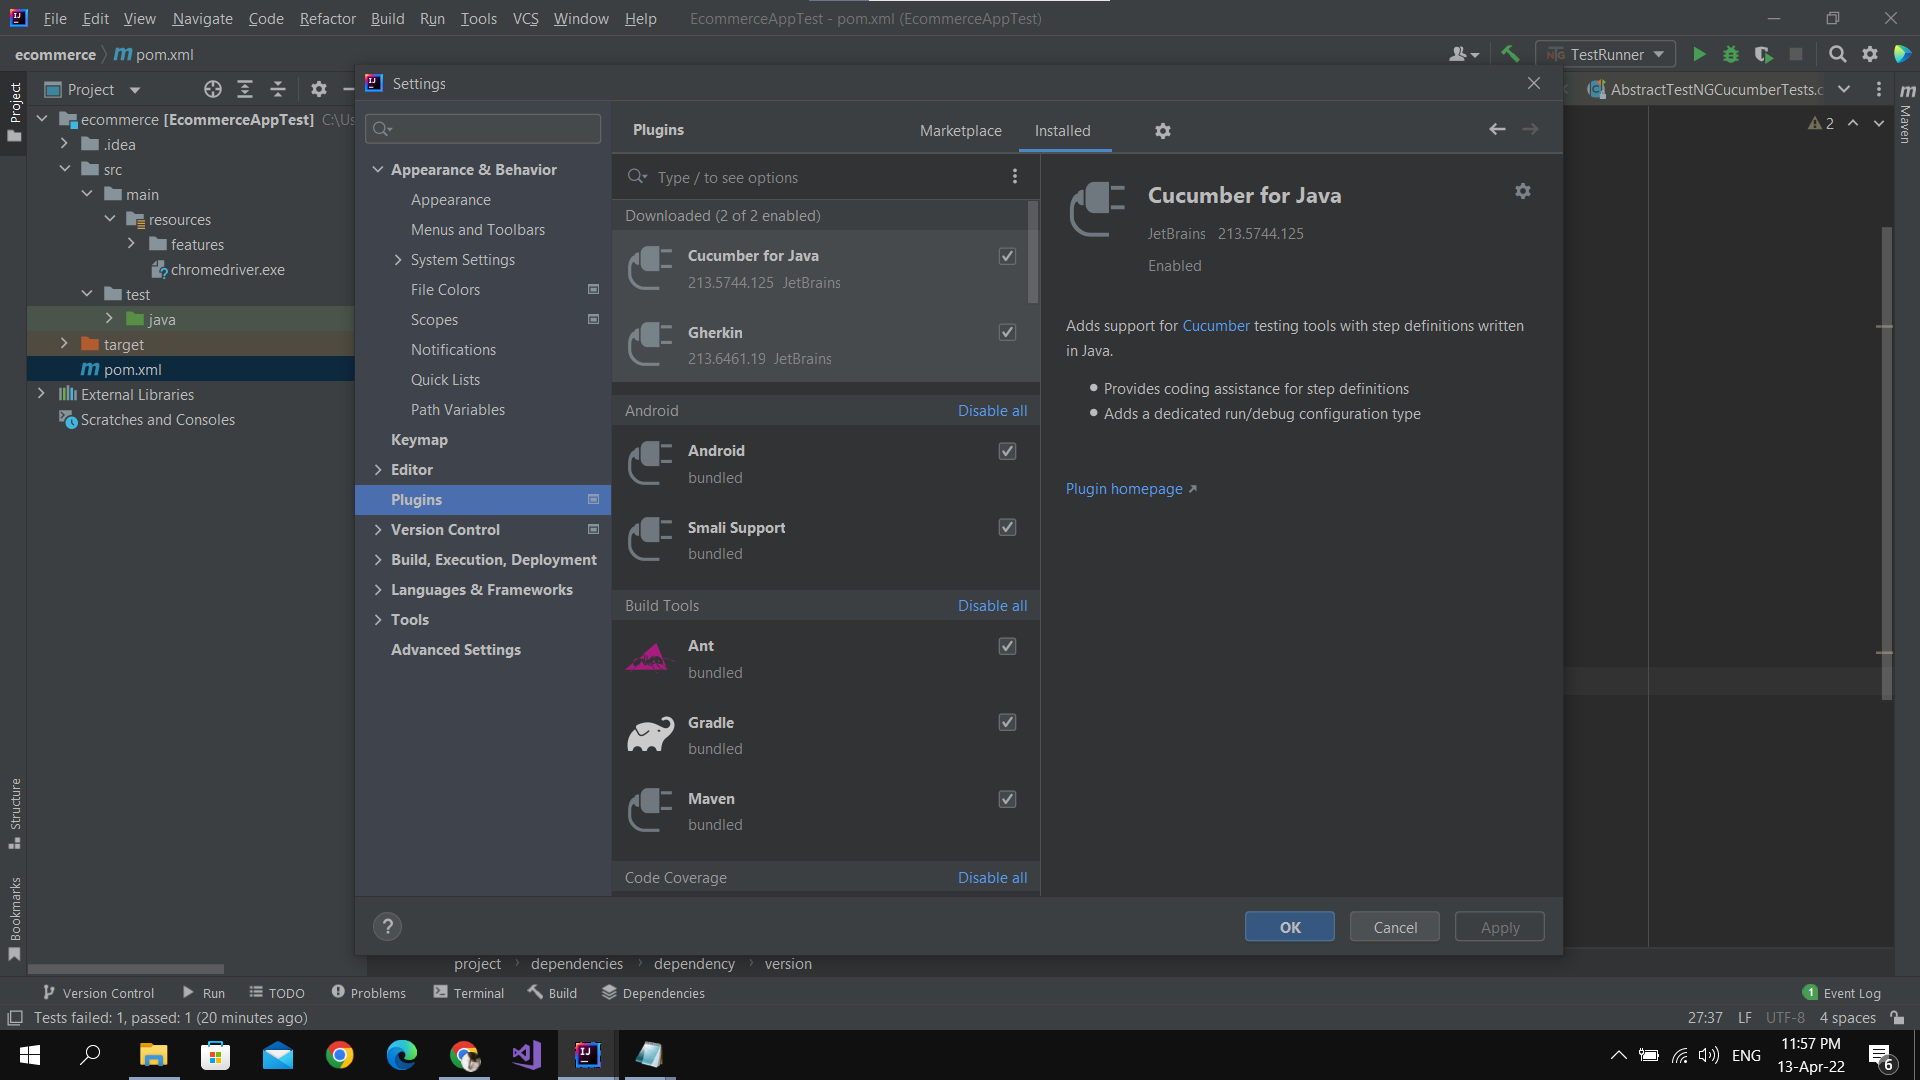 File Edit View Navigate Code Refactor Build Run Tools VCS Window Help EcommerceAppTest - pom.xml (EcommerceAppTest)
ecommerce m pom.xml
TestRunner
Project
Settings
AbstractTestNGCucumberTests.c
Project
ecommerce [EcommerceAppTest] C:\Us
.idea
src
main
resources
features
chromedriver.exe
test
java
target
m pom.xml
External Libraries
Scratches and Consoles
Structure
Bookmarks
Appearance & Behavior
Appearance
Menus and Toolbars
System Settings
File Colors
Scopes
Notifications
Quick Lists
Path Variables
Keymap
Editor
Plugins
Version Control
Build, Execution, Deployment
Languages & Frameworks
Tools
Advanced Settings
Plugins Marketplace Installed
Type / to see options
Downloaded (2 of 2 enabled)
Cucumber for Java
213.5744.125 JetBrains
Gherkin
213.6461.19 JetBrains
Android Disable all
Android
bundled
Smali Support
bundled
Build Tools Disable all
Ant
bundled
Gradle
bundled
Maven
bundled
Code Coverage Disable all
Cucumber for Java
JetBrains 213.5744.125
Enabled
Adds support for Cucumber testing tools with step definitions written
in Java.
Provides coding assistance for step definitions
Adds a dedicated run/debug configuration type
Plugin homepage
2
m
Maven
? OK Cancel Apply
project dependencies dependency version
Version Control Run TODO Problems Terminal Build Dependencies 1 Event Log
Tests failed: 1, passed: 1 (20 minutes ago) 27:37 LF UTF-8 4 spaces
ENG 11:57 PM
13-Apr-22
6